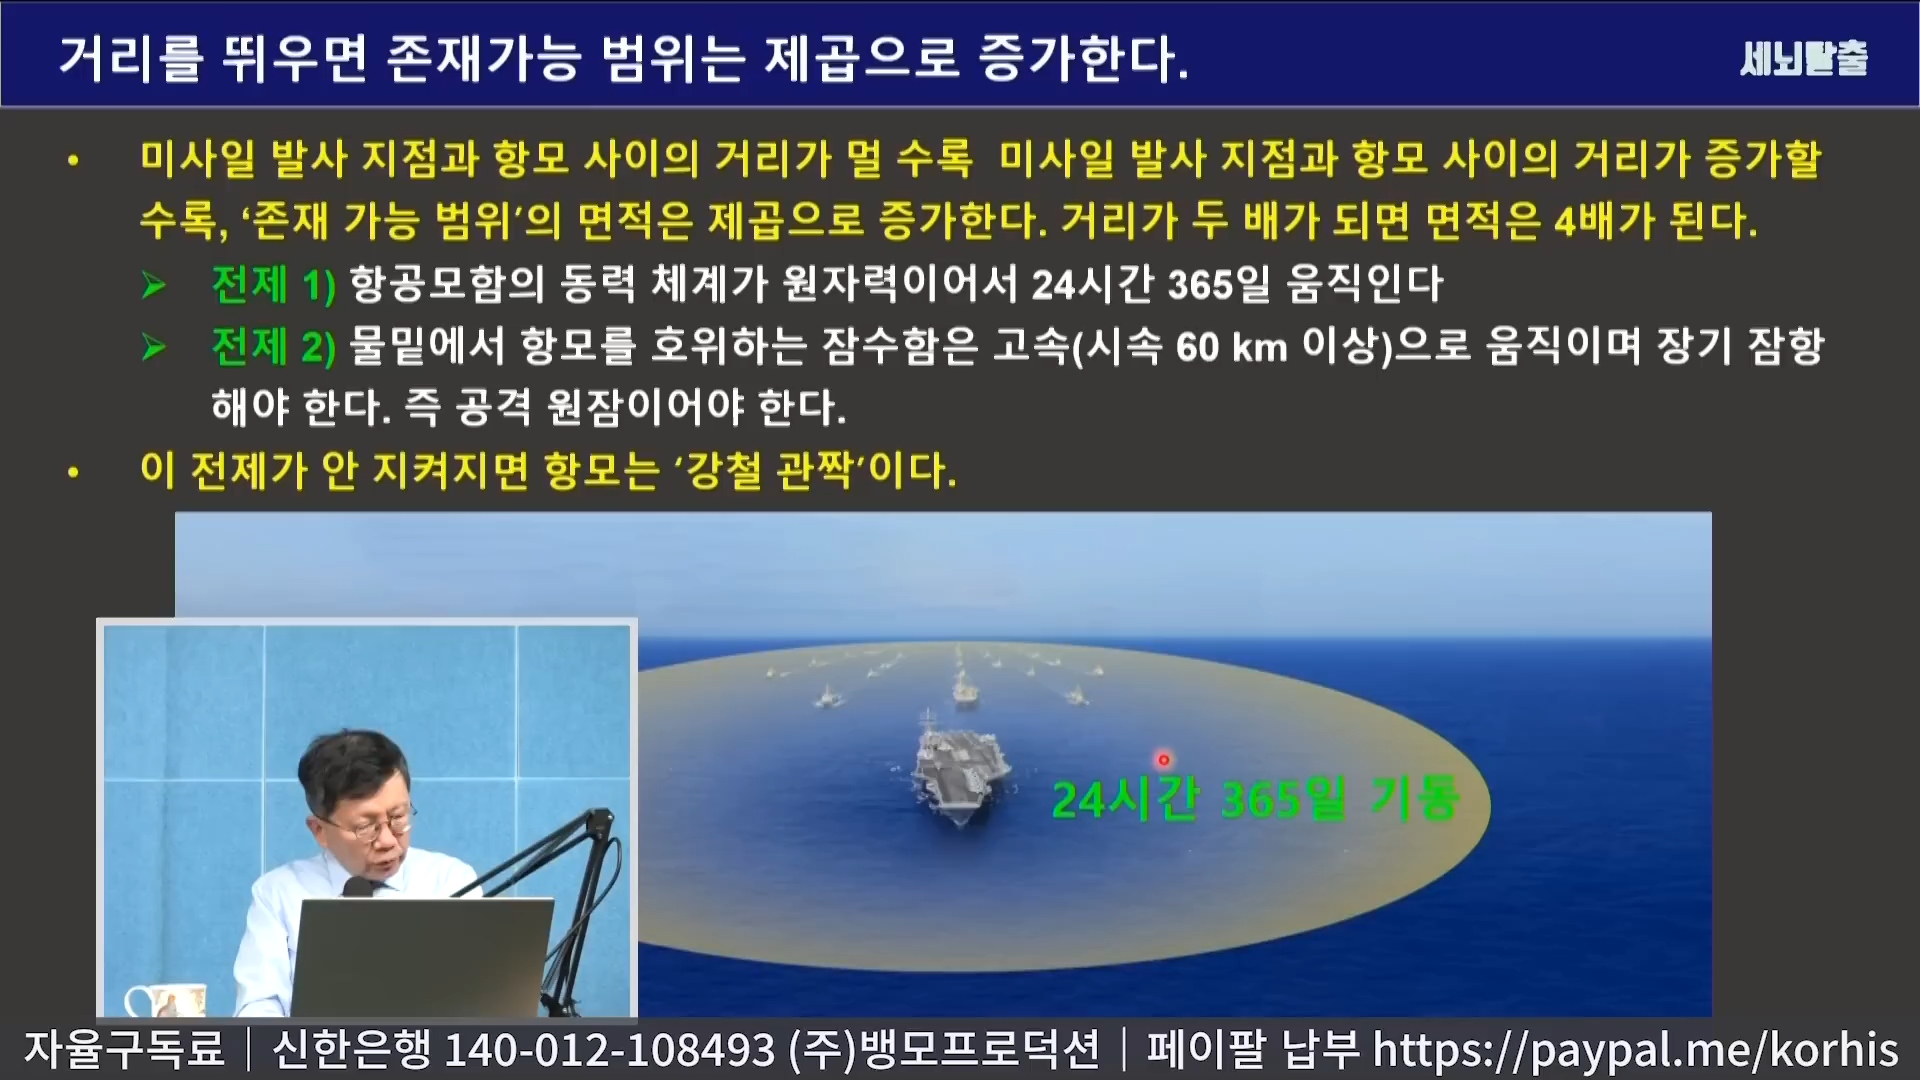 거리를 뛰우면 존재가능 범위는 제곱으로 증가한다.
세뇌탈출
• 미사일 발사 지점과 항모 사이의 거리가 멀 수록 미사일 발사 지점과 항모 사이의 거리가 증가할
수록, ‘존재 가능 범위’의 면적은 제곱으로 증가한다. 거리가 두 배가 되면 면적은 4배가 된다.
➢ 전제 1) 항공모함의 동력 체계가 원자력이어서 24시간 365일 움직인다
➢ 전제 2) 물밑에서 항모를 호위하는 잠수함은 고속(시속 60 km 이상)으로 움직이며 장기 잠항
해야 한다. 즉 공격 원잠이어야 한다.
• 이 전제가 안 지켜지면 항모는 ‘강철 관짝’이다.
24시간 365일 기동
자율구독료｜신한은행 140-012-108493 (주)뱅모프로덕션｜페이팔 납부 https://paypal.me/korhis